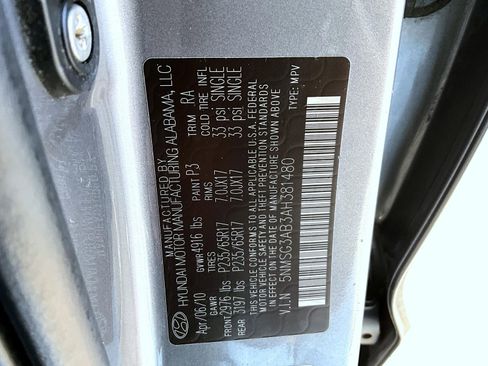 MANUFACTURED BY
HYUNDAI MOTOR MANUFACTURING ALABAMA, LLC
Apr/06/10 GVWR 4916 lbs PAINT P3 TRIM RA
RIMS COLD TIRE INFL
FRONT 2976 lbs P235/65R17 7.0JX17 33 psi SINGLE
REAR 3197 lbs P235/65R17 7.0JX17 33 psi SINGLE
THIS VEHICLE CONFORMS TO ALL APPLICABLE U.S.A. FEDERAL
MOTOR VEHICLE SAFETY AND THEFT PREVENTION STANDARDS
IN EFFECT ON THE DATE OF MANUFACTURE SHOWN ABOVE
V.I.N 5NMSG3AB3AH381480 TYPE: MPV